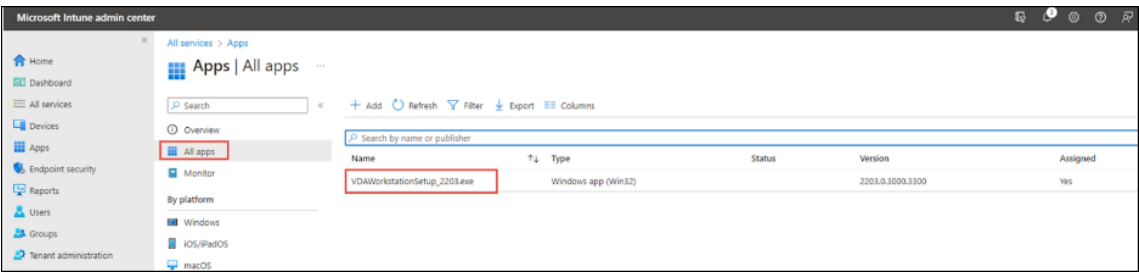 Microsoft Intune admin center
Home
Dashboard
All services
Devices
Apps
Endpoint security
Reports
Users
Groups
Tenant administration
All services > Apps
Apps | All apps ...
Search
Overview
All apps
Monitor
By platform
Windows
iOS/iPadOS
macOS
Add Refresh Filter Export Columns
Search by name or publisher
Name Type Status Version Assigned
VDAWorkstationSetup_2203.exe Windows app (Win32) 2203.0.3000.3300 Yes